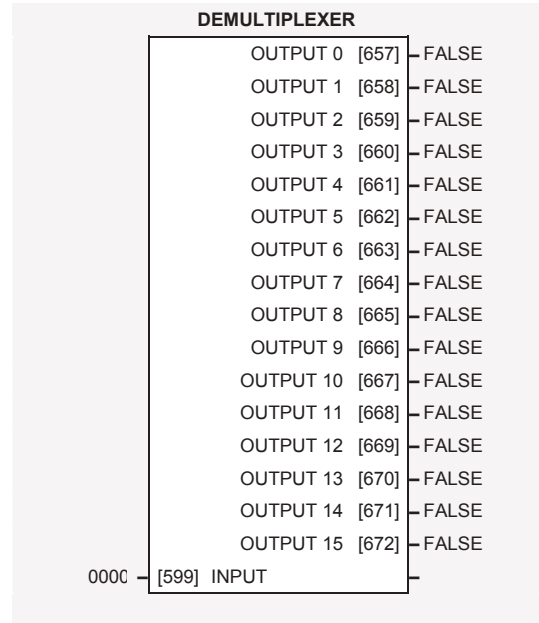 DEMULTIPLEXER
OUTPUT 0 [657] FALSE
OUTPUT 1 [658] FALSE
OUTPUT 2 [659] FALSE
OUTPUT 3 [660] FALSE
OUTPUT 4 [661] FALSE
OUTPUT 5 [662] FALSE
OUTPUT 6 [663] FALSE
OUTPUT 7 [664] FALSE
OUTPUT 8 [665] FALSE
OUTPUT 9 [666] FALSE
OUTPUT 10 [667] FALSE
OUTPUT 11 [668] FALSE
OUTPUT 12 [669] FALSE
OUTPUT 13 [670] FALSE
OUTPUT 14 [671] FALSE
OUTPUT 15 [672] FALSE
0000 [599] INPUT